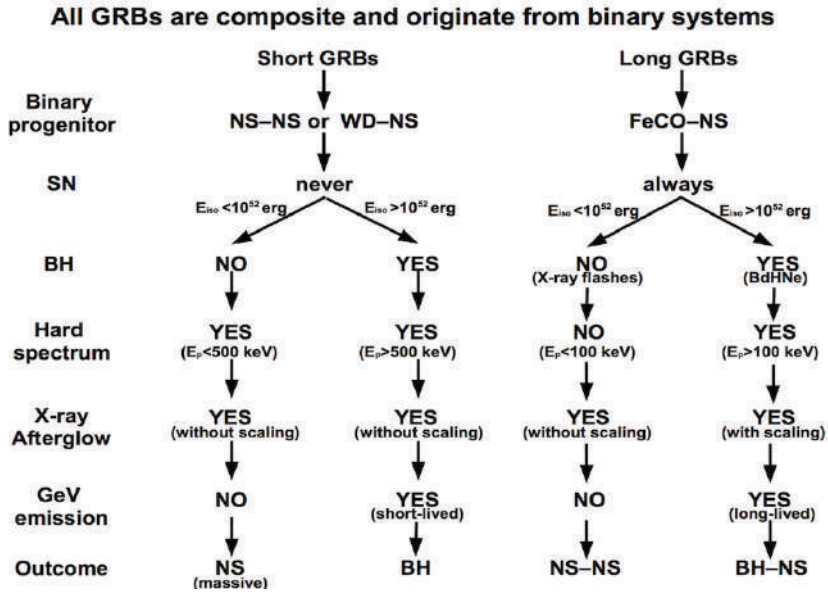 All GRBs are composite and originate from binary systems
Short GRBs Long GRBs
Binary
progenitor
NS–NS or WD–NS FeCO–NS
SN never always
Eiso<10^52 erg Eiso>10^52 erg Eiso<10^52 erg Eiso>10^52 erg
BH NO YES NO YES
(X-ray flashes) (BdHNe)
Hard
spectrum
YES YES NO YES
(Ep<500 keV) (Ep>500 keV) (Ep<100 keV) (Ep>100 keV)
X-ray
Afterglow
YES YES YES YES
(without scaling) (without scaling) (without scaling) (with scaling)
GeV
emission
NO YES NO YES
(short-lived) (long-lived)
Outcome NS BH NS–NS BH–NS
(massive)